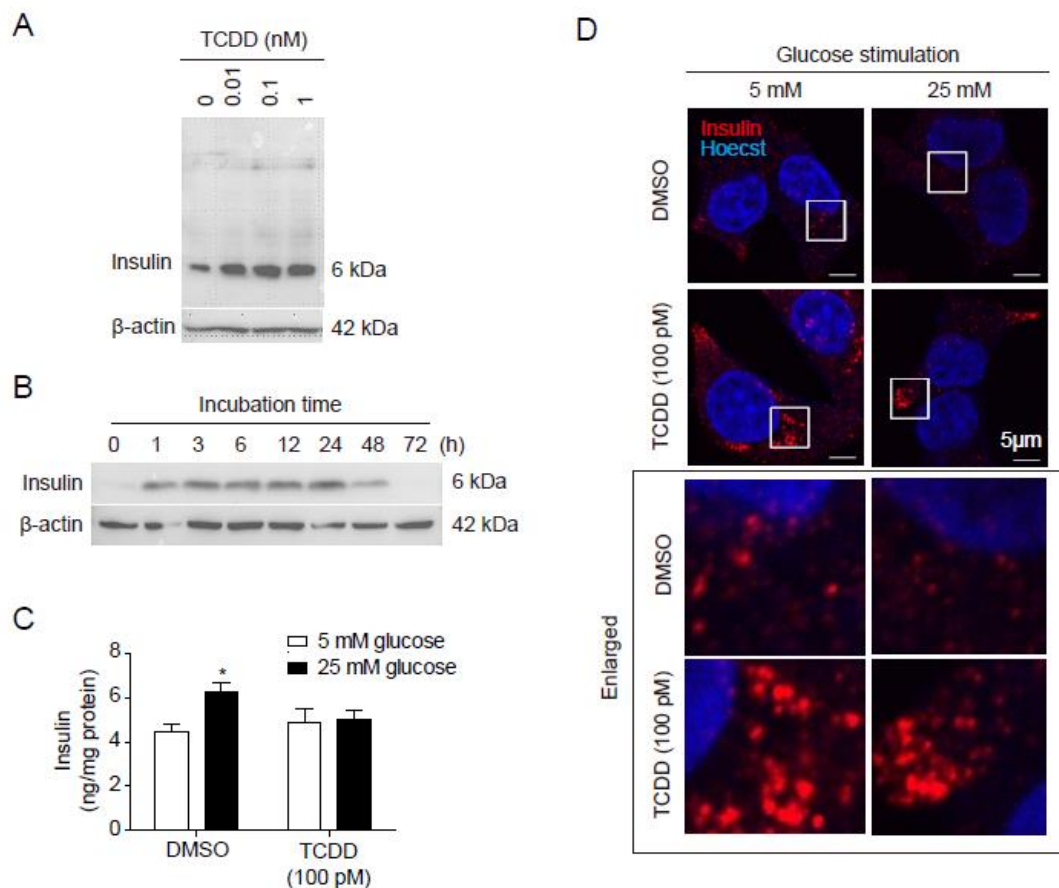 A
TCDD (nM)
0 0.01 0.1 1
Insulin 6 kDa
β-actin 42 kDa
B
Incubation time
0 1 3 6 12 24 48 72 (h)
Insulin 6 kDa
β-actin 42 kDa
C
5 mM glucose
25 mM glucose
Insulin
(ng/mg protein)
8
6
4
2
0
*
DMSO TCDD
(100 pM)
D
Glucose stimulation
5 mM 25 mM
Insulin
Hoecst
DMSO
TCDD (100 pM)
5μm
Enlarged
DMSO
TCDD (100 pM)